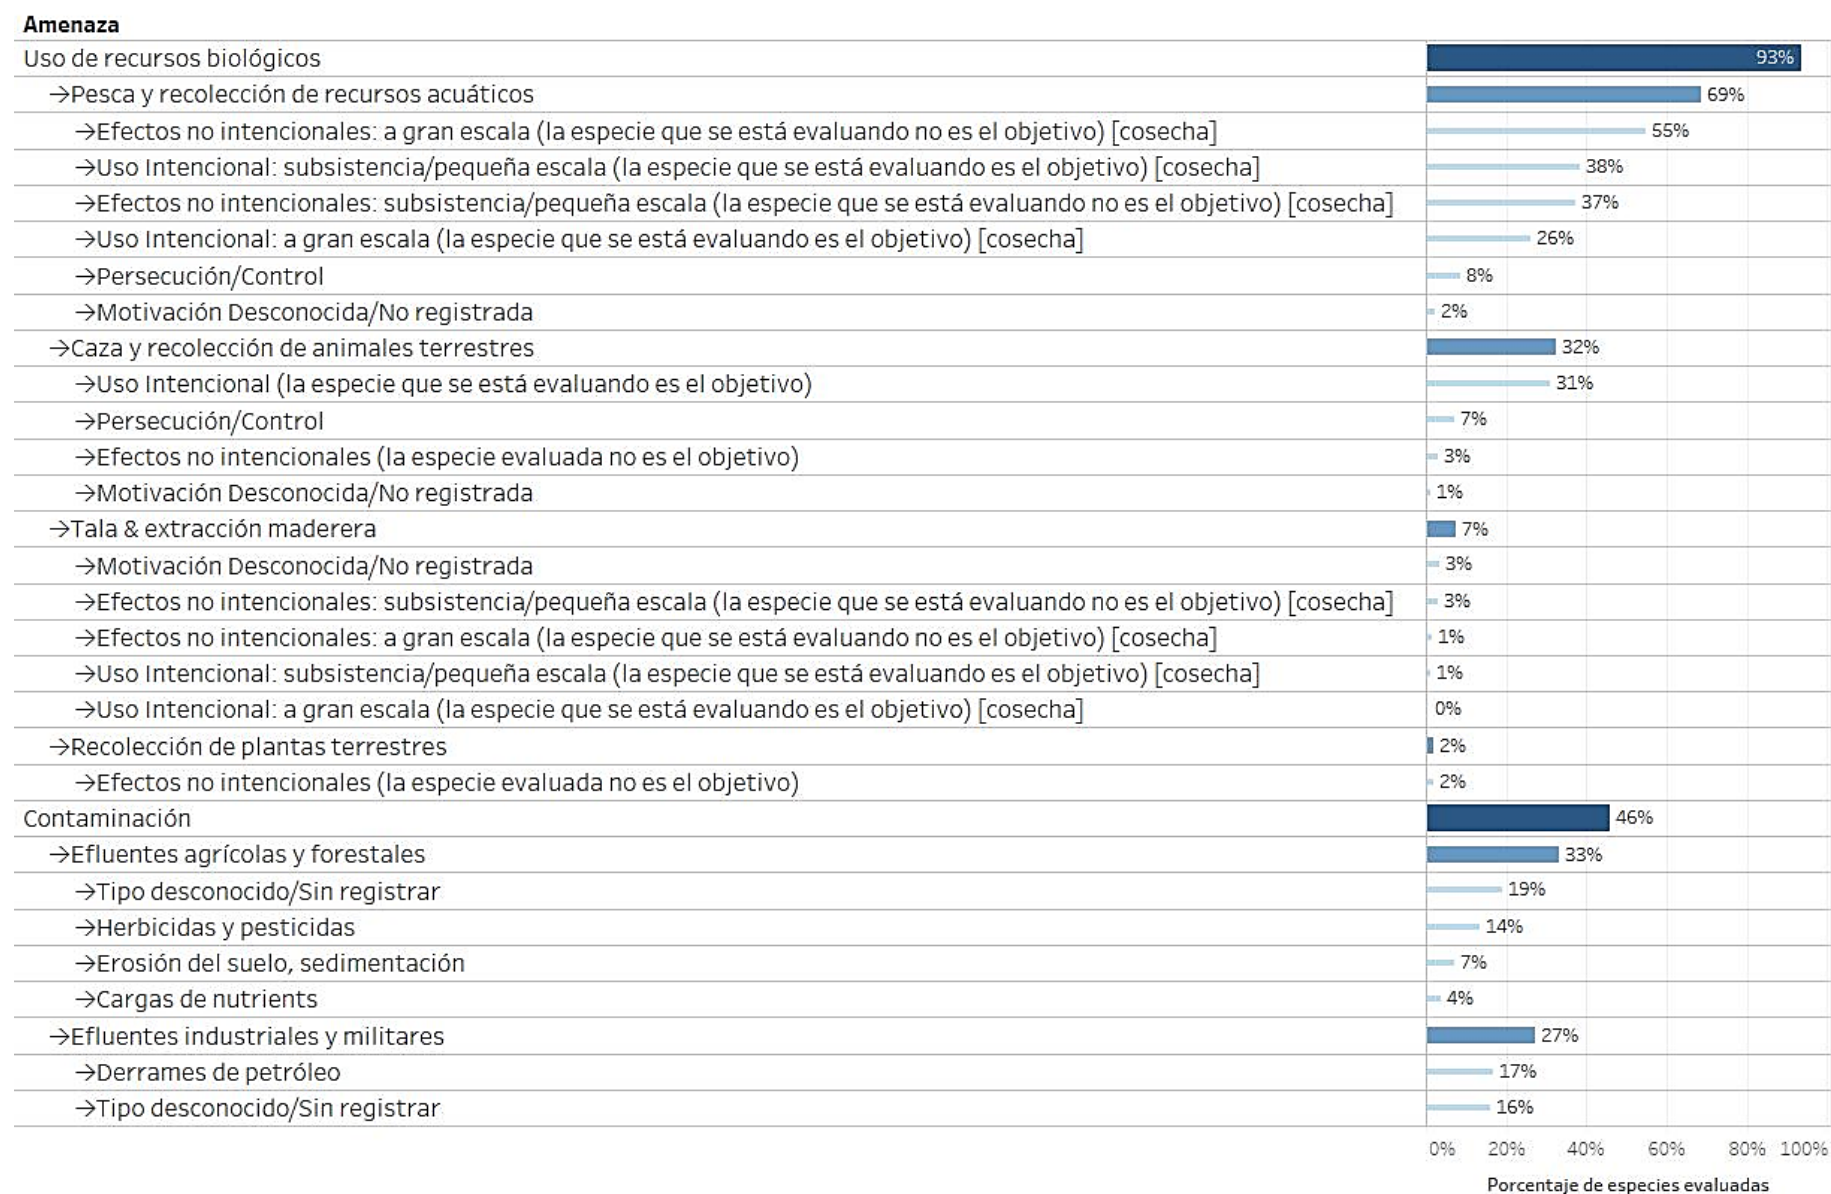 Amenaza
Uso de recursos biológicos 93%
→Pesca y recolección de recursos acuáticos 69%
→Efectos no intencionales: a gran escala (la especie que se está evaluando no es el objetivo) [cosecha] 55%
→Uso Intencional: subsistencia/pequeña escala (la especie que se está evaluando es el objetivo) [cosecha] 38%
→Efectos no intencionales: subsistencia/pequeña escala (la especie que se está evaluando no es el objetivo) [cosecha] 37%
→Uso Intencional: a gran escala (la especie que se está evaluando es el objetivo) [cosecha] 26%
→Persecución/Control 8%
→Motivación Desconocida/No registrada 2%
→Caza y recolección de animales terrestres 32%
→Uso Intencional (la especie que se está evaluando es el objetivo) 31%
→Persecución/Control 7%
→Efectos no intencionales (la especie evaluada no es el objetivo) 3%
→Motivación Desconocida/No registrada 1%
→Tala & extracción maderera 7%
→Motivación Desconocida/No registrada 3%
→Efectos no intencionales: subsistencia/pequeña escala (la especie que se está evaluando no es el objetivo) [cosecha] 3%
→Efectos no intencionales: a gran escala (la especie que se está evaluando no es el objetivo) [cosecha] 1%
→Uso Intencional: subsistencia/pequeña escala (la especie que se está evaluando es el objetivo) [cosecha] 1%
→Uso Intencional: a gran escala (la especie que se está evaluando es el objetivo) [cosecha] 0%
→Recolección de plantas terrestres 2%
→Efectos no intencionales (la especie evaluada no es el objetivo) 2%
Contaminación 46%
→Efluentes agrícolas y forestales 33%
→Tipo desconocido/Sin registrar 19%
→Herbicidas y pesticidas 14%
→Erosión del suelo, sedimentación 7%
→Cargas de nutrients 4%
→Efluentes industriales y militares 27%
→Derrames de petróleo 17%
→Tipo desconocido/Sin registrar 16%
0% 20% 40% 60% 80% 100%
Porcentaje de especies evaluadas